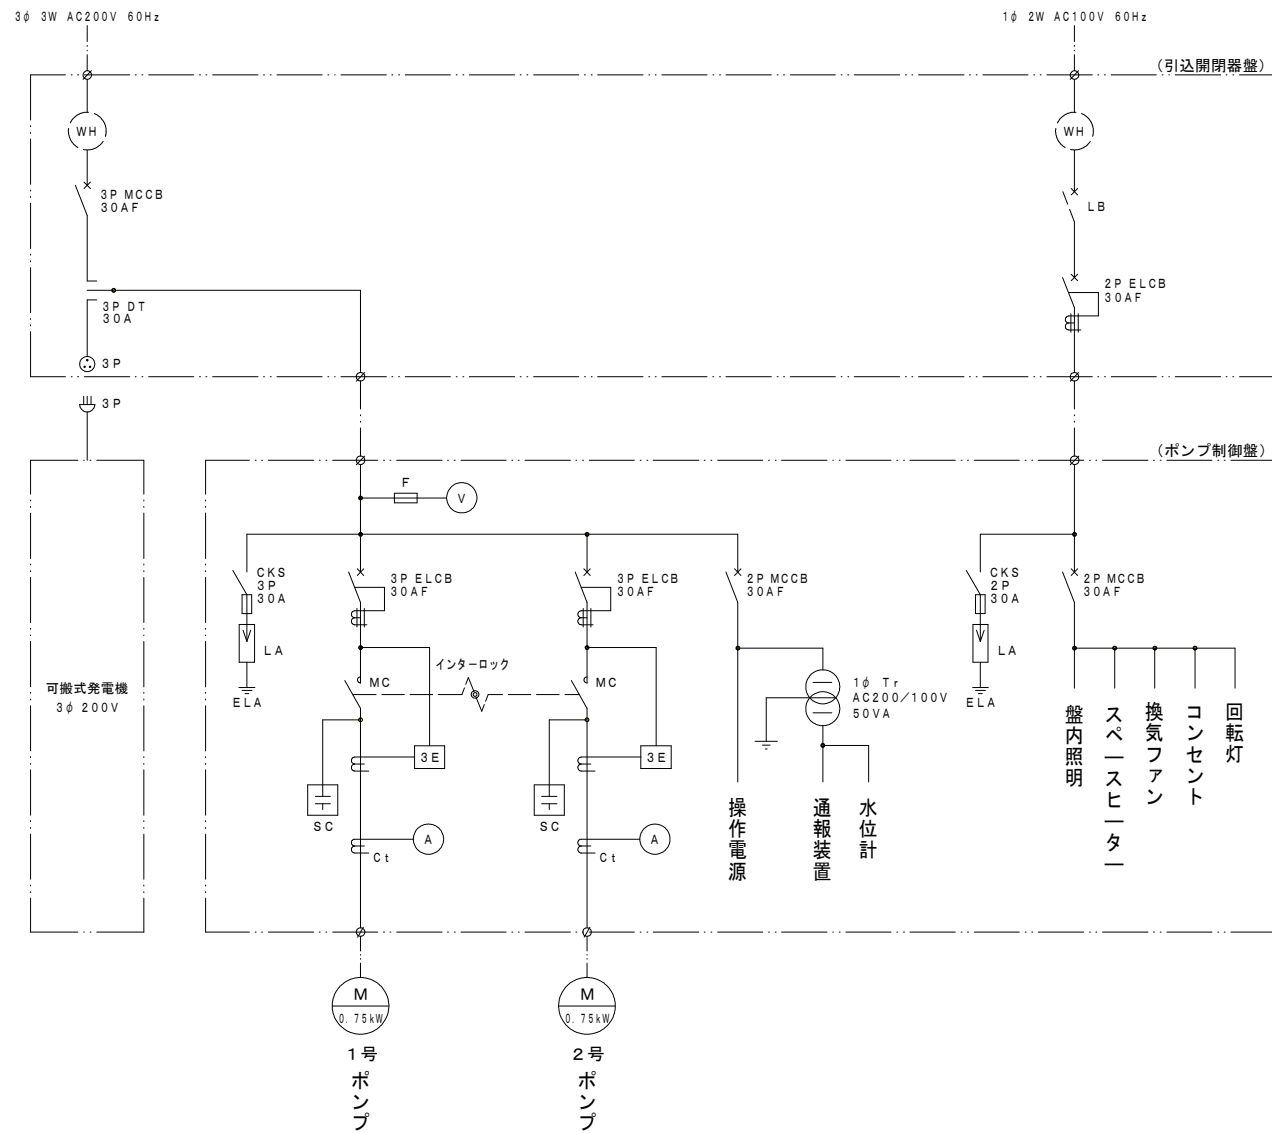 3φ 3W AC200V 60Hz
1φ 2W AC100V 60Hz
(引込開閉器盤)
WH
WH
3P MCCB
30AF
LB
2P ELCB
30AF
3P DT
30A
3P
3P
(ポンプ制御盤)
F
V
CKS
3P
30A
3P ELCB
30AF
3P ELCB
30AF
2P MCCB
30AF
CKS
2P
30A
2P MCCB
30AF
LA
LA
インターロック
MC
MC
ELA
ELA
可搬式発電機
3φ 200V
1φ Tr
AC200/100V
50VA
盤内照明
スペースヒーター
換気ファン
コンセント
回転灯
3E
3E
SC
SC
A
A
Ct
Ct
操作電源
通報装置
水位計
M
0.75kW
M
0.75kW
1号
ポンプ
2号
ポンプ